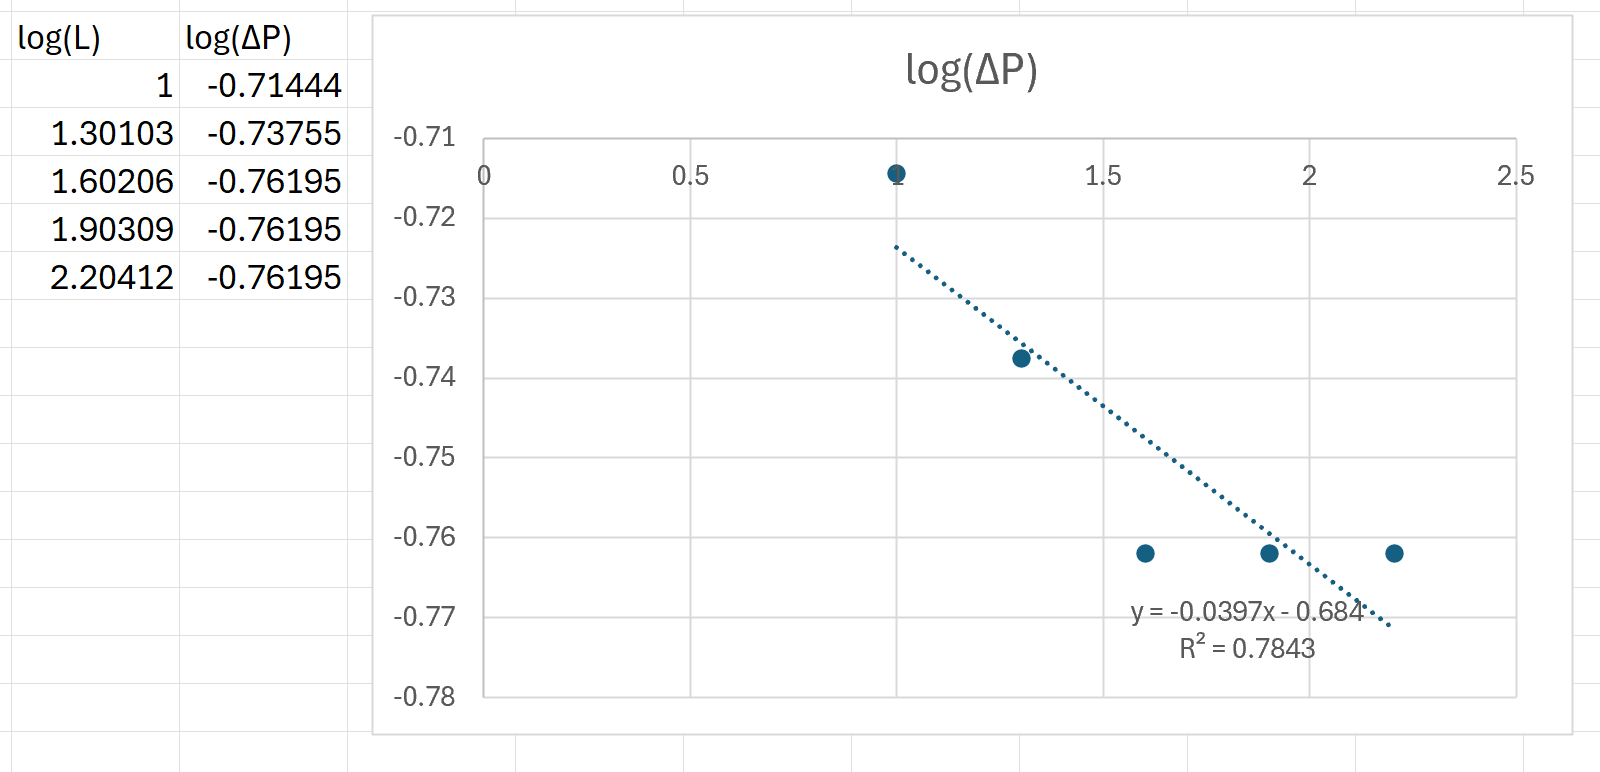 log(L) log(ΔP)
1 -0.71444
1.30103 -0.73755
1.60206 -0.76195
1.90309 -0.76195
2.20412 -0.76195
log(ΔP)
-0.71
0 0.5 1 1.5 2 2.5
-0.72
-0.73
-0.74
-0.75
-0.76
-0.77
-0.78
y = -0.0397x - 0.684
R² = 0.7843